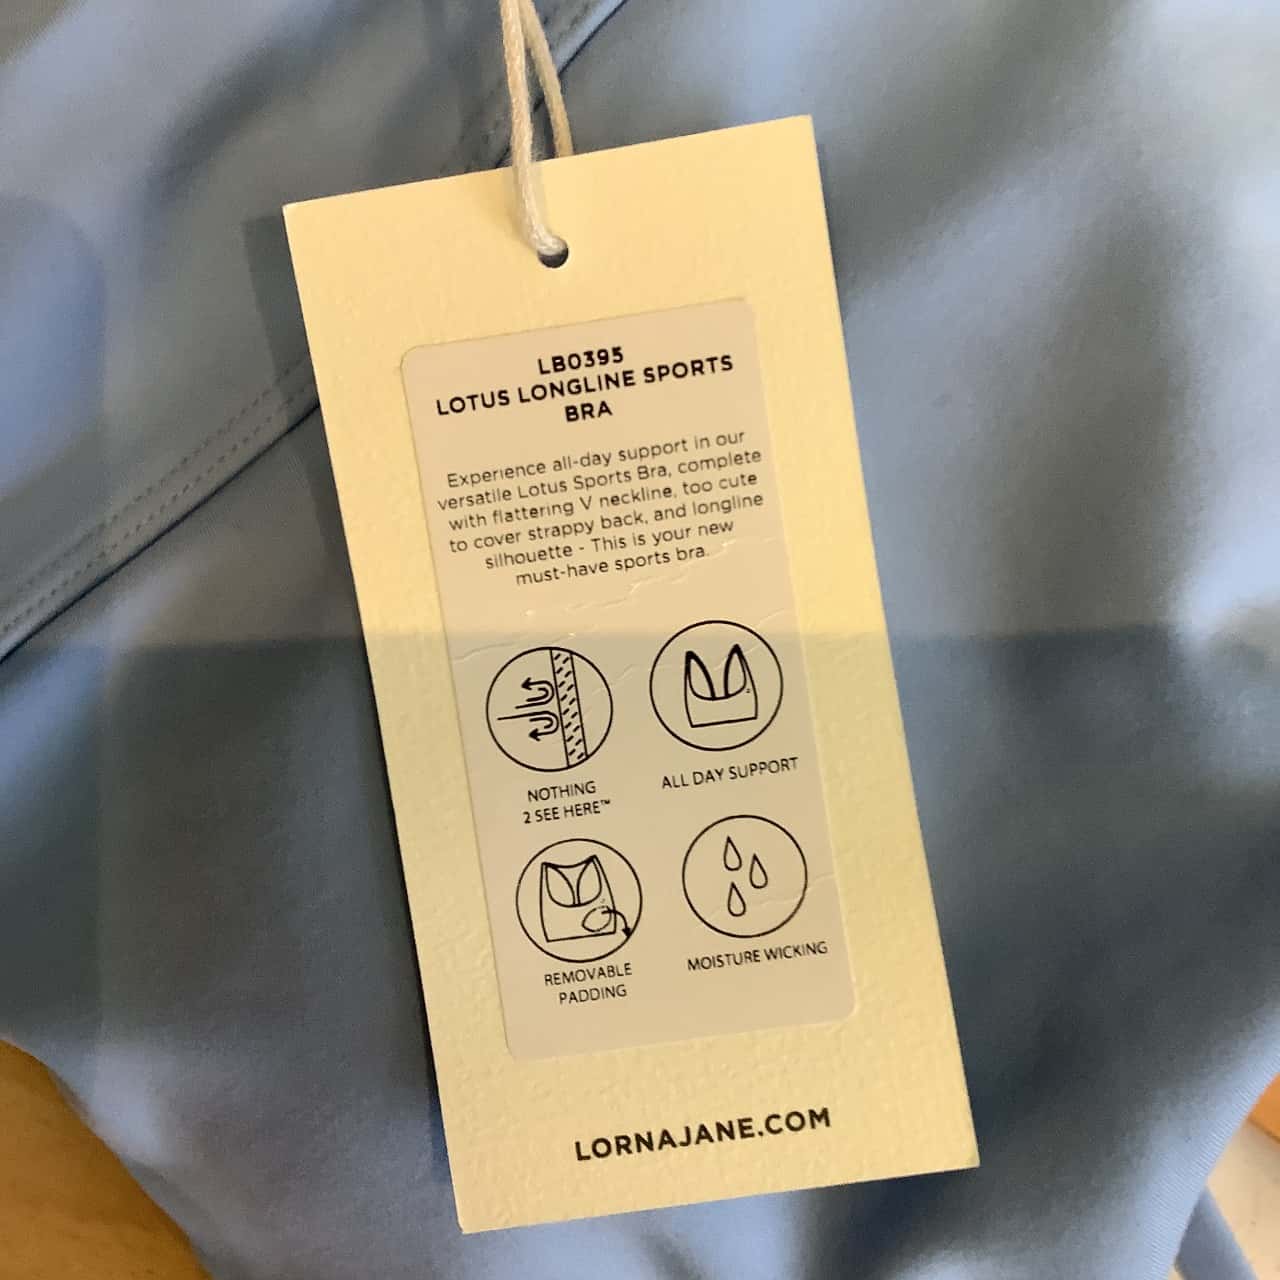 LB0395
LOTUS LONGLINE SPORTS
BRA
Experience all-day support in our
versatile Lotus Sports Bra, complete
with flattering V neckline, too cute
to cover strappy back, and longline
silhouette - This is your new
must-have sports bra.
NOTHING
2 SEE HERE™
ALL DAY SUPPORT
REMOVABLE
PADDING
MOISTURE WICKING
LORNAJANE.COM